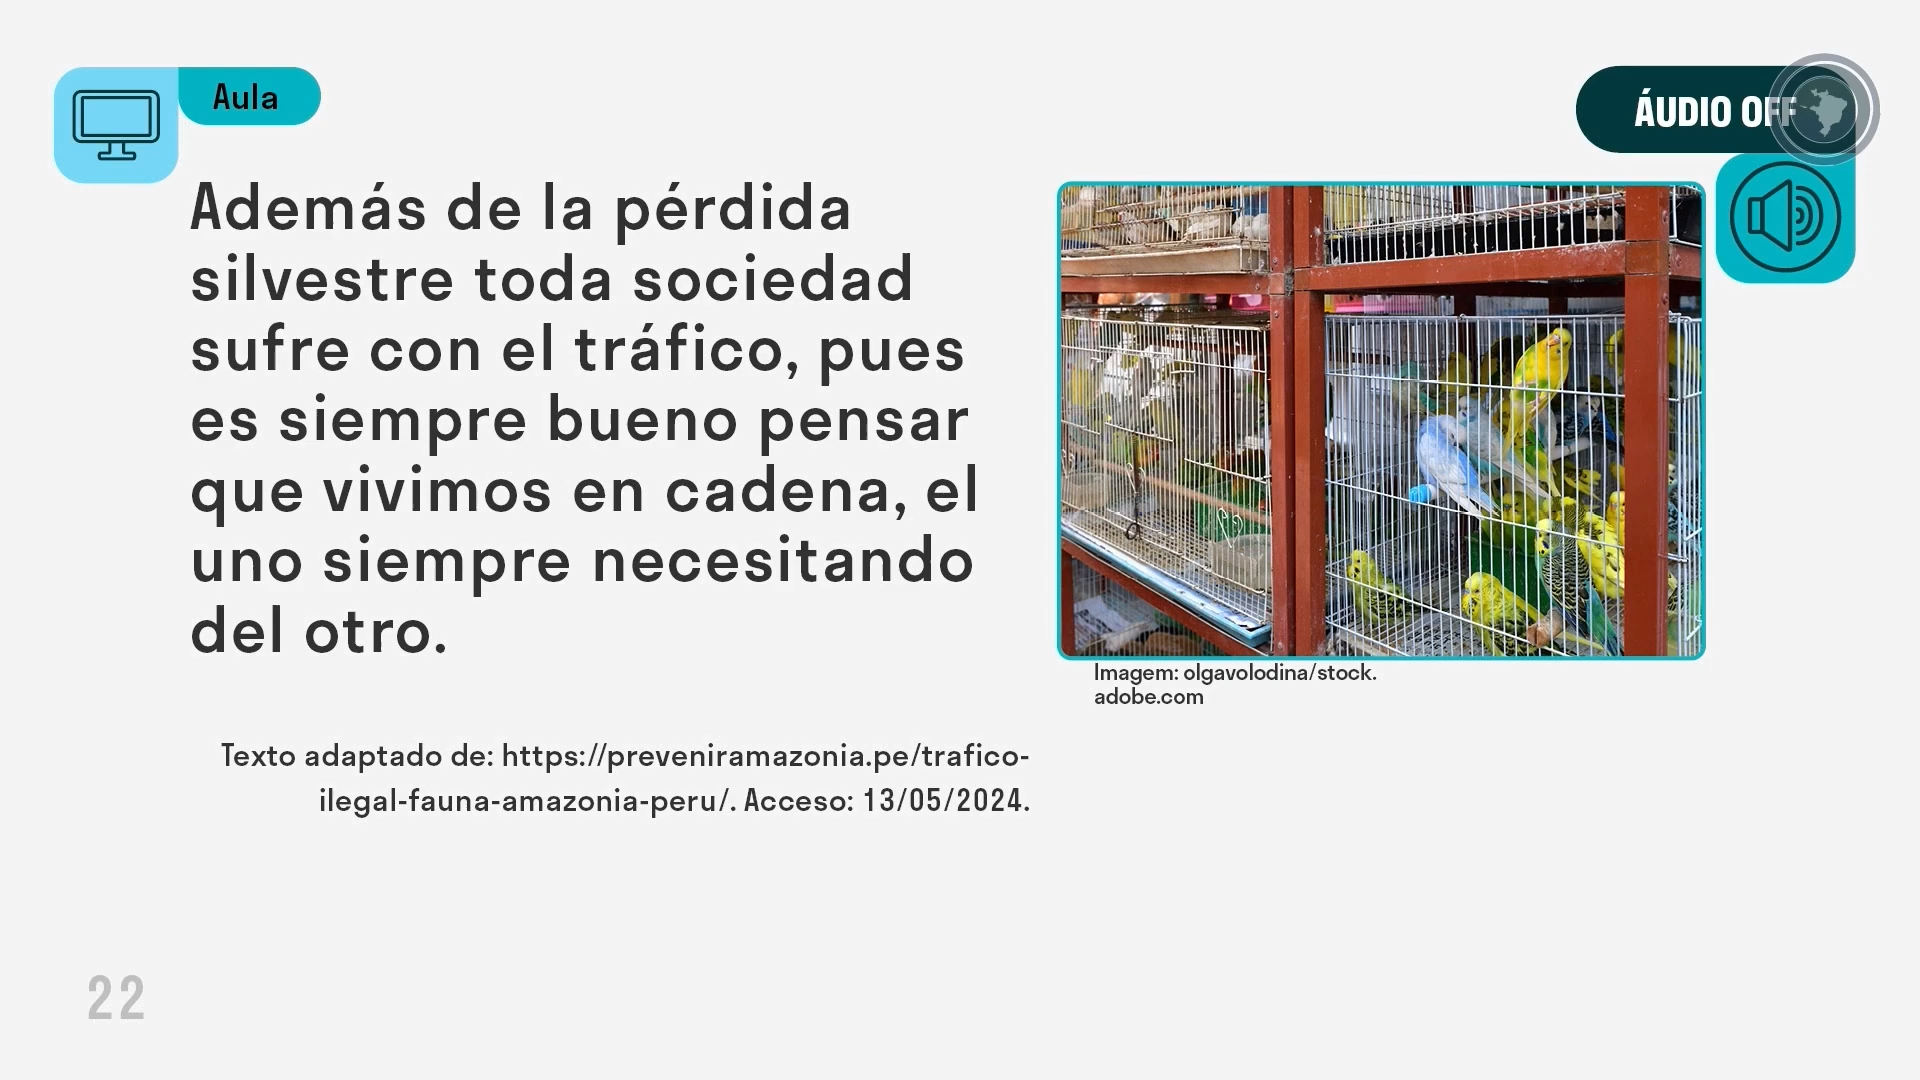 Aula
ÁUDIO OFF
Además de la pérdida
silvestre toda sociedad
sufre con el tráfico, pues
es siempre bueno pensar
que vivimos en cadena, el
uno siempre necesitando
del otro.
Imagem: olgavolodina/stock.
adobe.com
Texto adaptado de: https://preveniramazonia.pe/trafico-
ilegal-fauna-amazonia-peru/. Acceso: 13/05/2024.
22